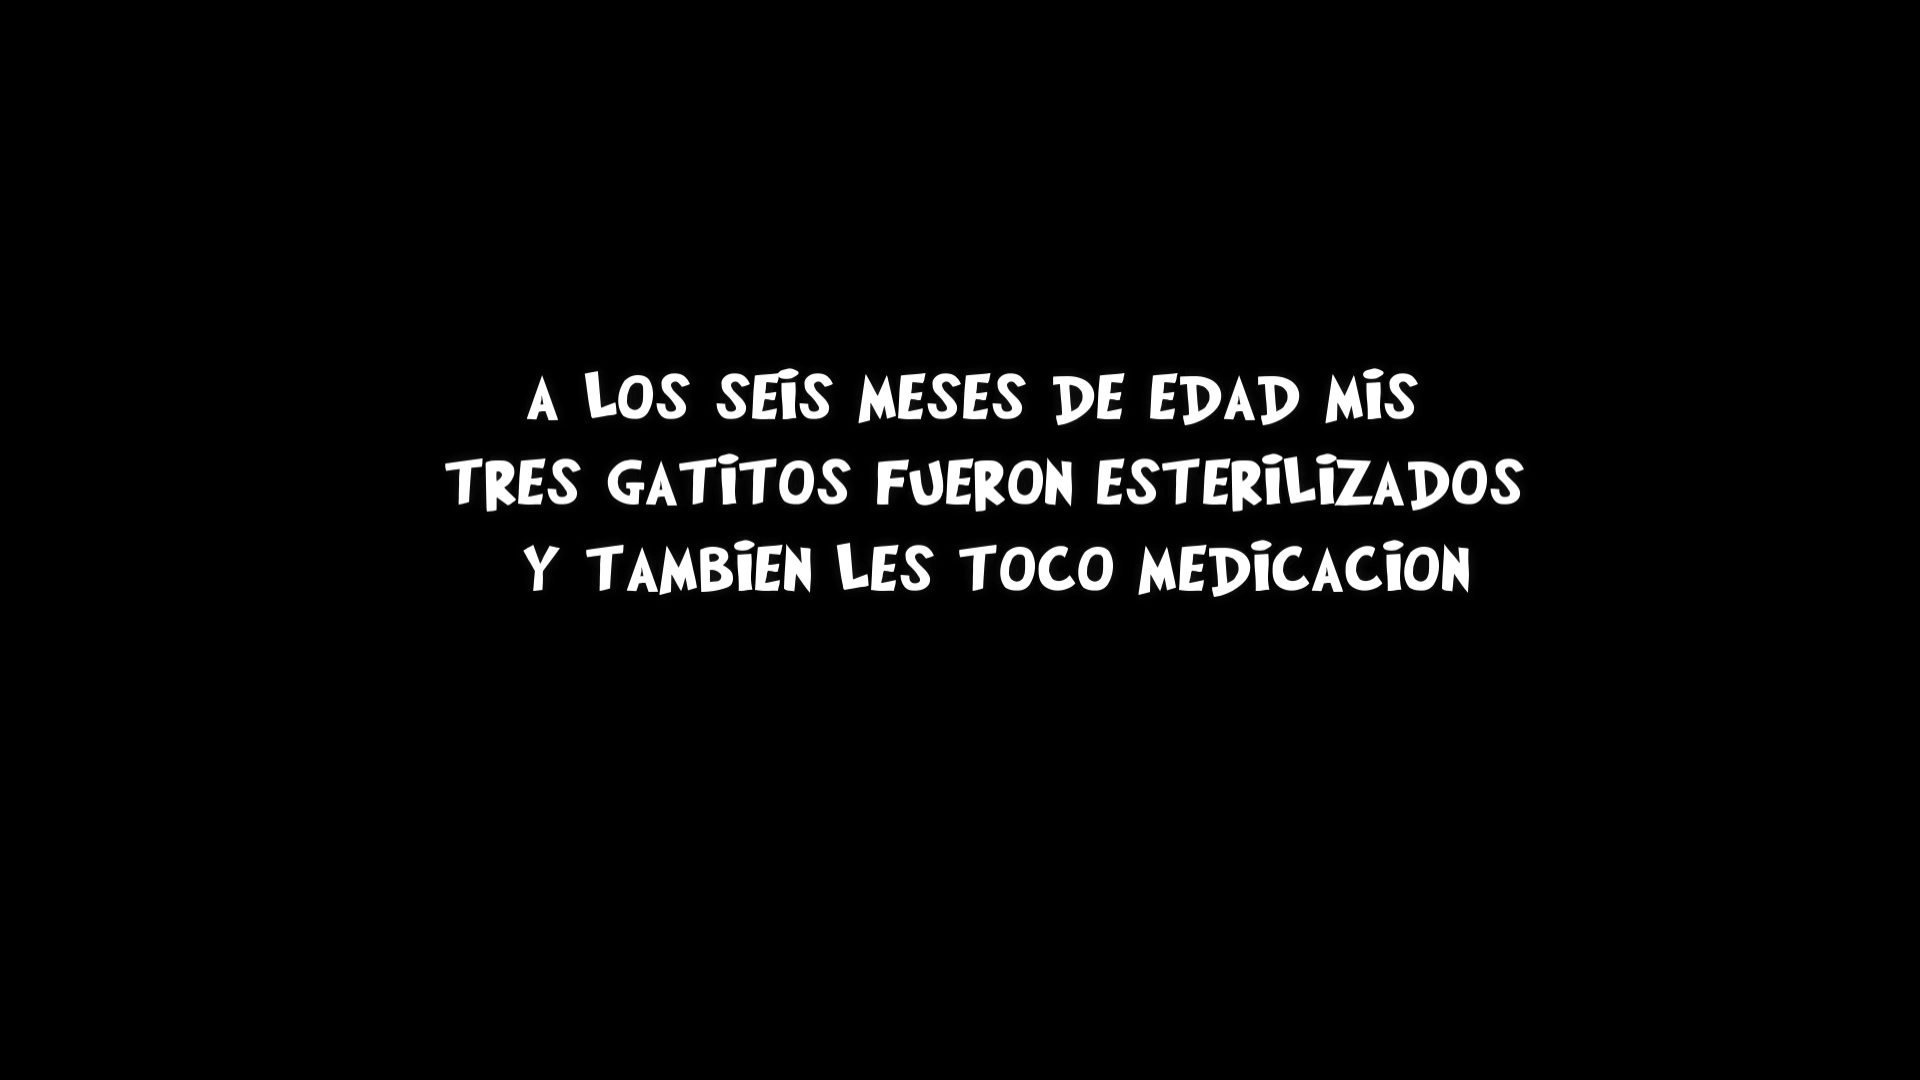 A LOS SEiS MESES DE EDAD MiS
TRES GATiTOS FUERON ESTERiLiZADOS
Y TAMBiEN LES TOCO MEDiCACiON